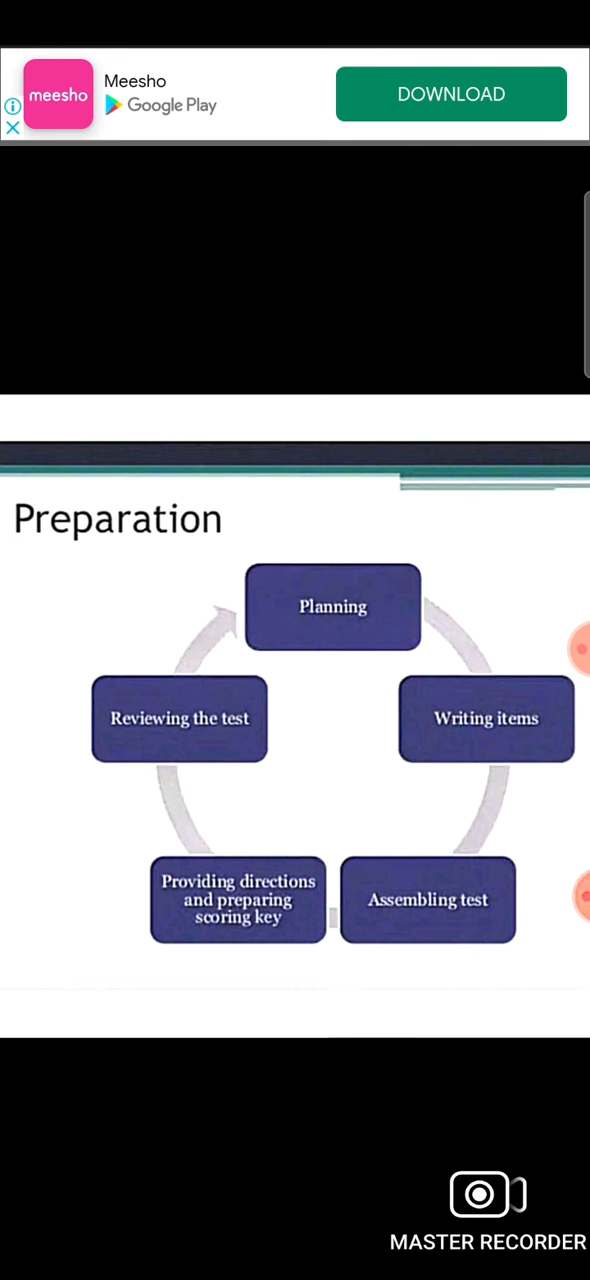 meesho
Meesho
Google Play
DOWNLOAD
Preparation
Planning
Reviewing the test
Writing items
Providing directions
and preparing
scoring key
Assembling test
MASTER RECORDER